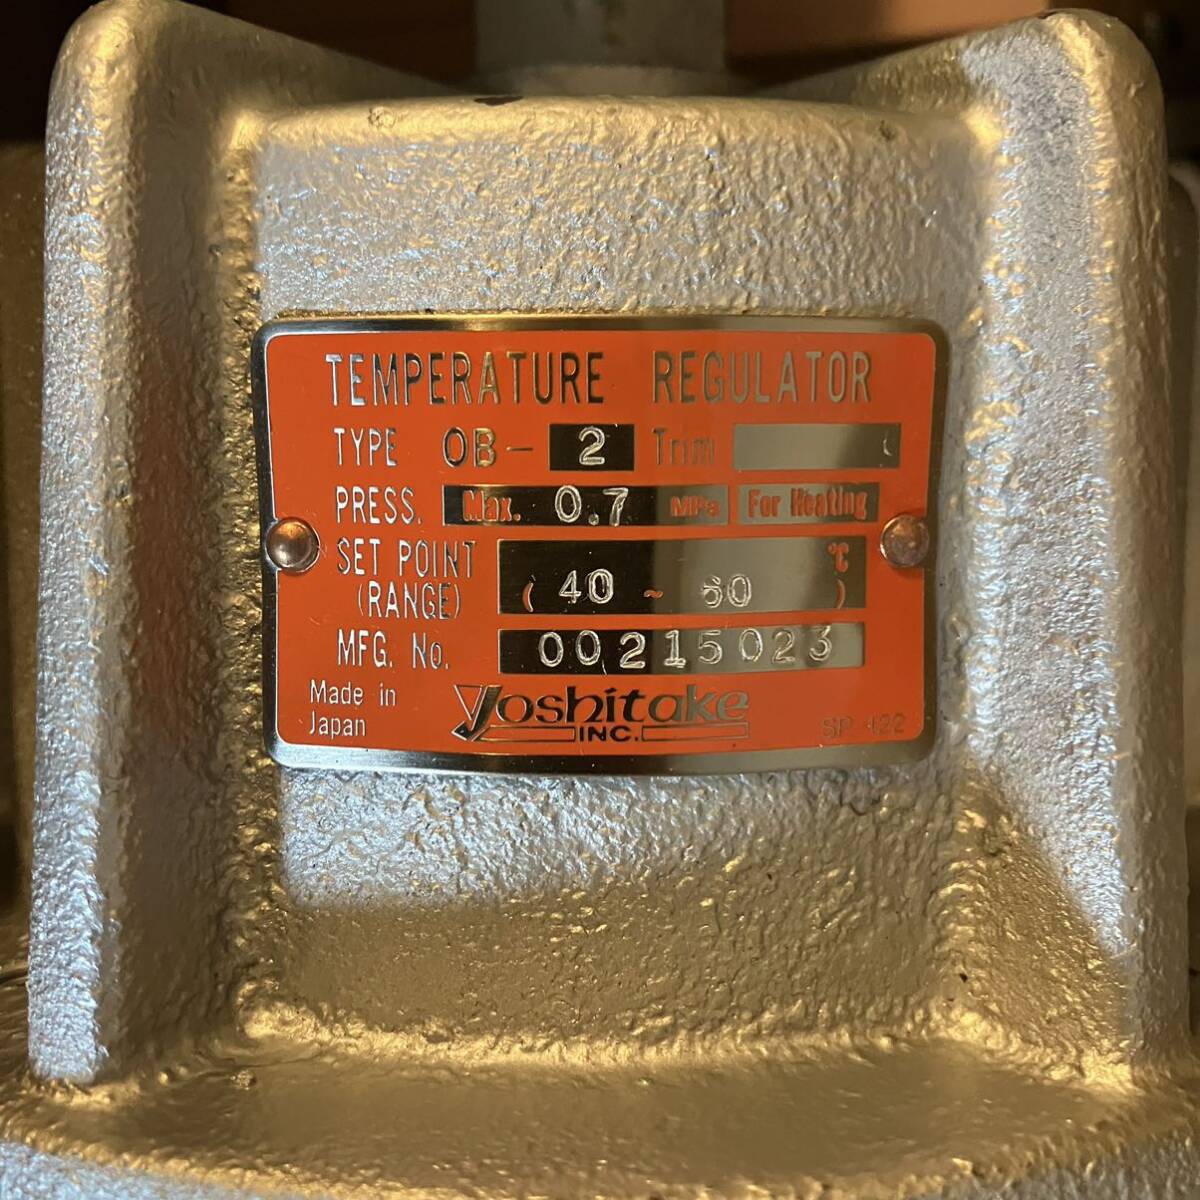 TEMPERATURE REGULATOR
TYPE OB- 2 Trim
PRESS. Max. 0.7 MPa For Heating
SET POINT ℃
(RANGE) ( 40 ~ 60 )
MFG. No. 00215023
Made in Japan
Yoshitake
INC.
SP